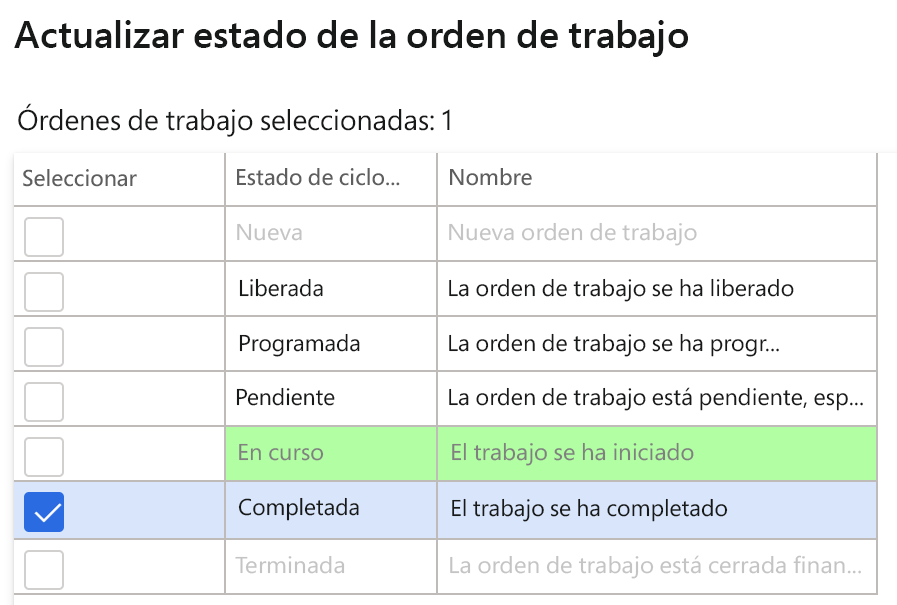 Actualizar estado de la orden de trabajo
Órdenes de trabajo seleccionadas: 1
Seleccionar Estado de ciclo... Nombre
Nueva Nueva orden de trabajo
Liberada La orden de trabajo se ha liberado
Programada La orden de trabajo se ha progr...
Pendiente La orden de trabajo está pendiente, esp...
En curso El trabajo se ha iniciado
Completada El trabajo se ha completado
Terminada La orden de trabajo está cerrada finan...